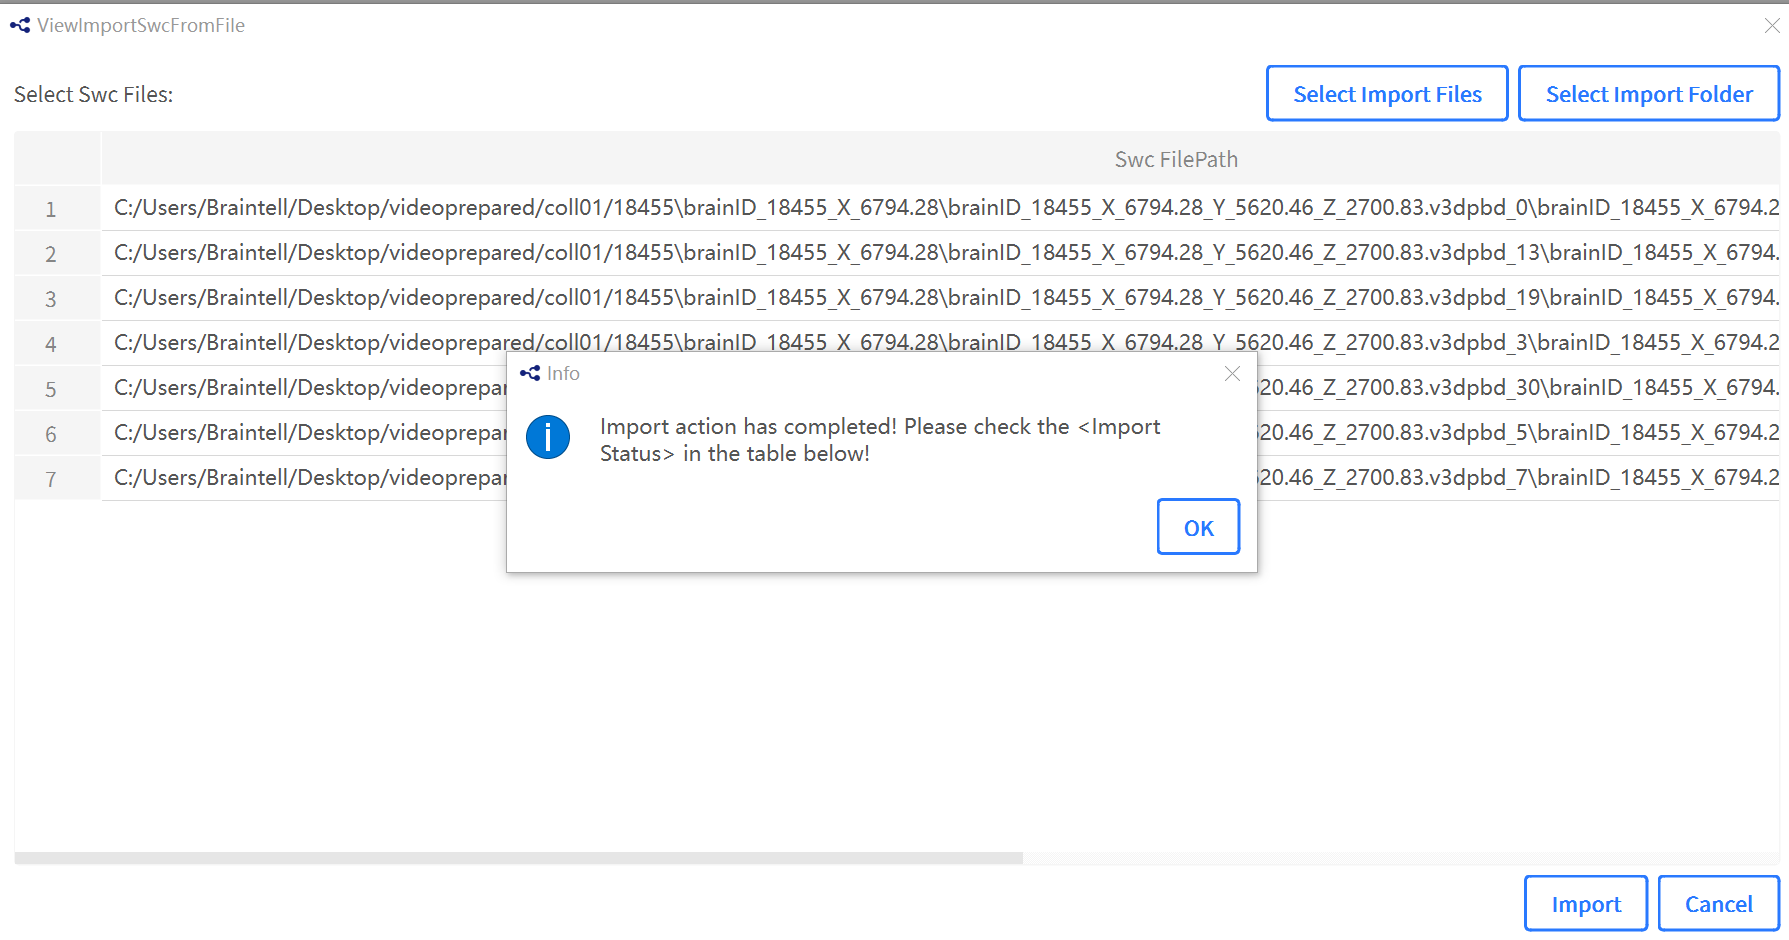 ViewImportSwcFromFile
Select Swc Files:
Select Import Files
Select Import Folder
Swc FilePath
1 C:/Users/Braintell/Desktop/videoprepared/coll01/18455\brainID_18455_X_6794.28\brainID_18455_X_6794.28_Y_5620.46_Z_2700.83.v3dpbd_0\brainID_18455_X_6794.2
2 C:/Users/Braintell/Desktop/videoprepared/coll01/18455\brainID_18455_X_6794.28\brainID_18455_X_6794.28_Y_5620.46_Z_2700.83.v3dpbd_13\brainID_18455_X_6794.
3 C:/Users/Braintell/Desktop/videoprepared/coll01/18455\brainID_18455_X_6794.28\brainID_18455_X_6794.28_Y_5620.46_Z_2700.83.v3dpbd_19\brainID_18455_X_6794.
4 C:/Users/Braintell/Desktop/videoprepared/coll01/18455\brainID_18455_X_6794.28\brainID_18455_X_6794.28_Y_5620.46_Z_2700.83.v3dpbd_3\brainID_18455_X_6794.2
5 C:/Users/Braintell/Desktop/videoprepar 20.46_Z_2700.83.v3dpbd_30\brainID_18455_X_6794.
6 C:/Users/Braintell/Desktop/videoprepar 20.46_Z_2700.83.v3dpbd_5\brainID_18455_X_6794.2
7 C:/Users/Braintell/Desktop/videoprepar 20.46_Z_2700.83.v3dpbd_7\brainID_18455_X_6794.2
Info
Import action has completed! Please check the <Import
Status> in the table below!
OK
Import
Cancel